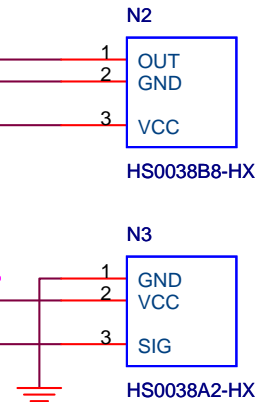 N2
1 OUT
2 GND
3 VCC
HS0038B8-HX
N3
1 GND
2 VCC
3 SIG
HS0038A2-HX